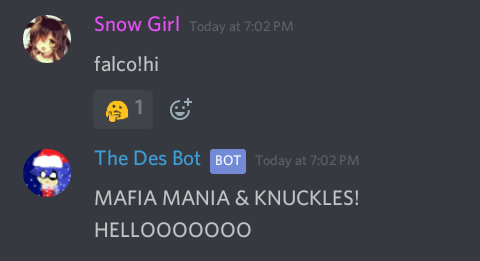 Snow Girl Today at 7:02 PM
falco!hi
1
The Des Bot BOT Today at 7:02 PM
MAFIA MANIA & KNUCKLES!
HELLOOOOOOO